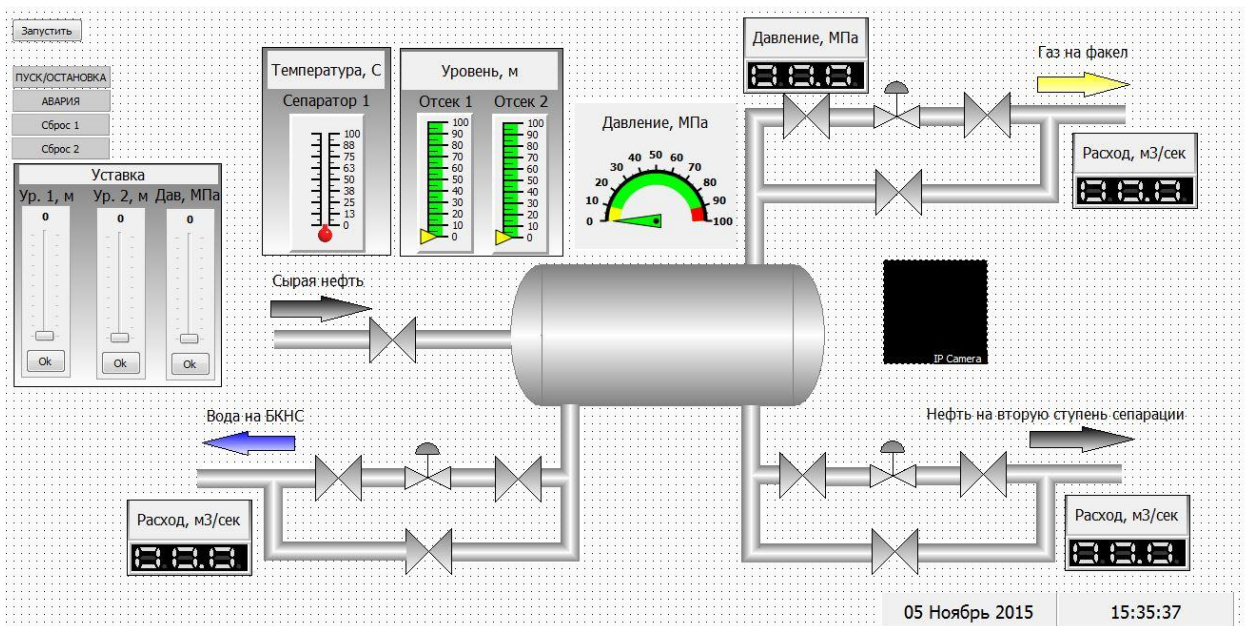 Запустить
ПУСК/ОСТАНОВКА
АВАРИЯ
Сброс 1
Сброс 2
Уставка
Ур. 1, м
Ур. 2, м
Дав, МПа
0
0
0
Ok
Ok
Ok
Температура, С
Сепаратор 1
100
88
75
63
50
38
25
13
0
Уровень, м
Отсек 1
Отсек 2
100
90
80
70
60
50
40
30
20
10
0
100
90
80
70
60
50
40
30
20
10
0
Давление, МПа
0
10
20
30
40
50
60
70
80
90
100
Давление, МПа
Газ на факел
Расход, м3/сек
Сырая нефть
IP Camera
Вода на БКНС
Нефть на вторую ступень сепарации
Расход, м3/сек
Расход, м3/сек
05 Ноябрь 2015
15:35:37